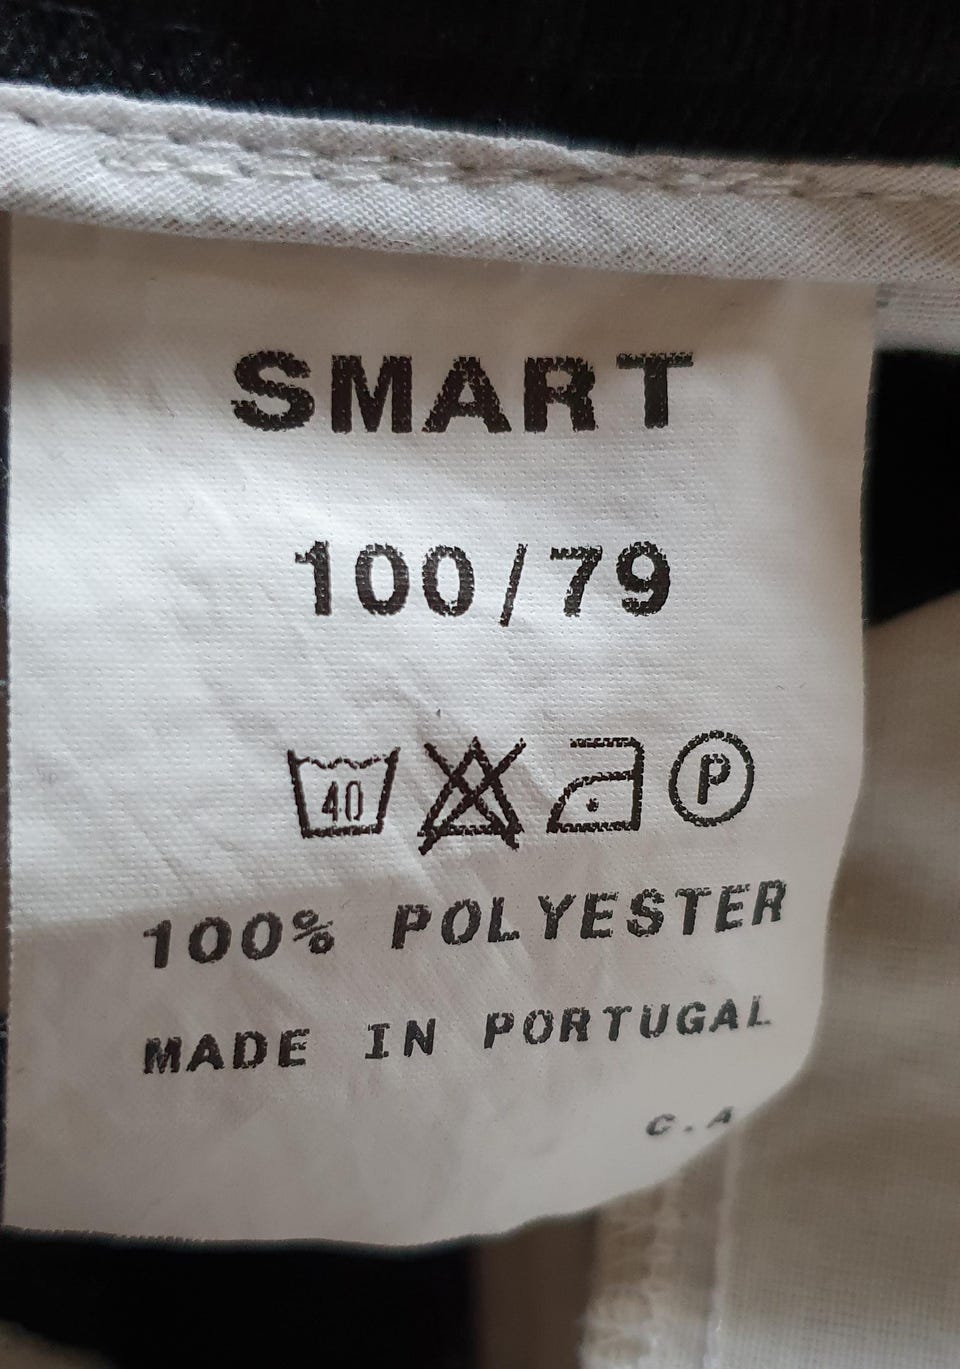 SMART
100/79
40 P
100% POLYESTER
MADE IN PORTUGAL
C.A